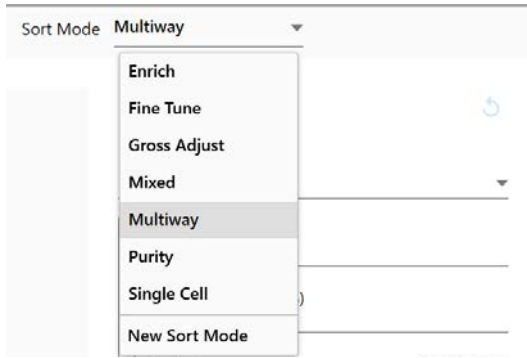 Sort Mode Multiway
Enrich
Fine Tune
Gross Adjust
Mixed
Multiway
Purity
Single Cell
)
New Sort Mode